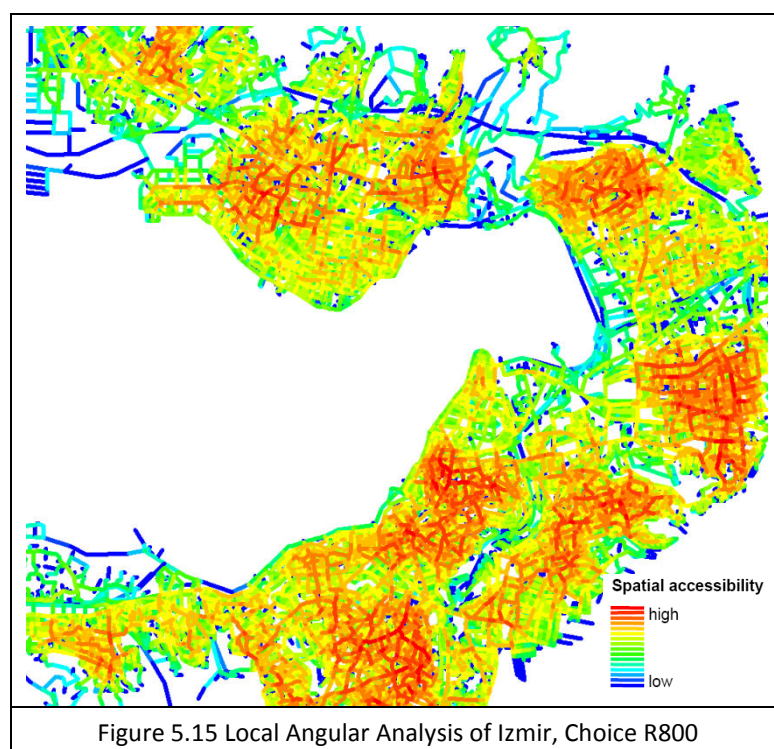 Spatial accessibility
high
low
Figure 5.15 Local Angular Analysis of Izmir, Choice R800